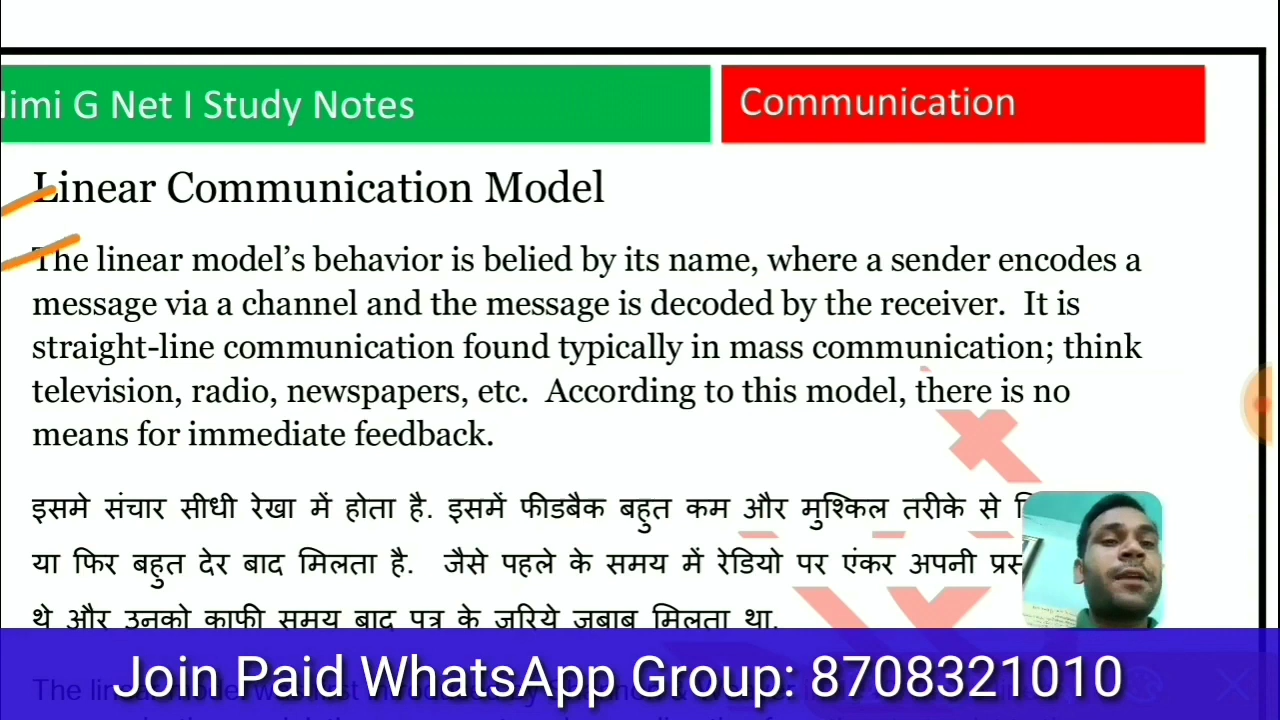 G Net I Study Notes
Communication
Linear Communication Model
The linear model’s behavior is belied by its name, where a sender encodes a
message via a channel and the message is decoded by the receiver. It is
straight-line communication found typically in mass communication; think
television, radio, newspapers, etc. According to this model, there is no
means for immediate feedback.
इसमे संचार सीधी रेखा में होता है. इसमें फीडबैक बहुत कम और मुश्किल तरीके से
या फिर बहुत देर बाद मिलता है. जैसे पहले के समय में रेडियो पर एंकर अपनी
थे और उनको काफी समय बाद पत्र के जरिये जबाब मिलता था.
Join Paid WhatsApp Group: 8708321010